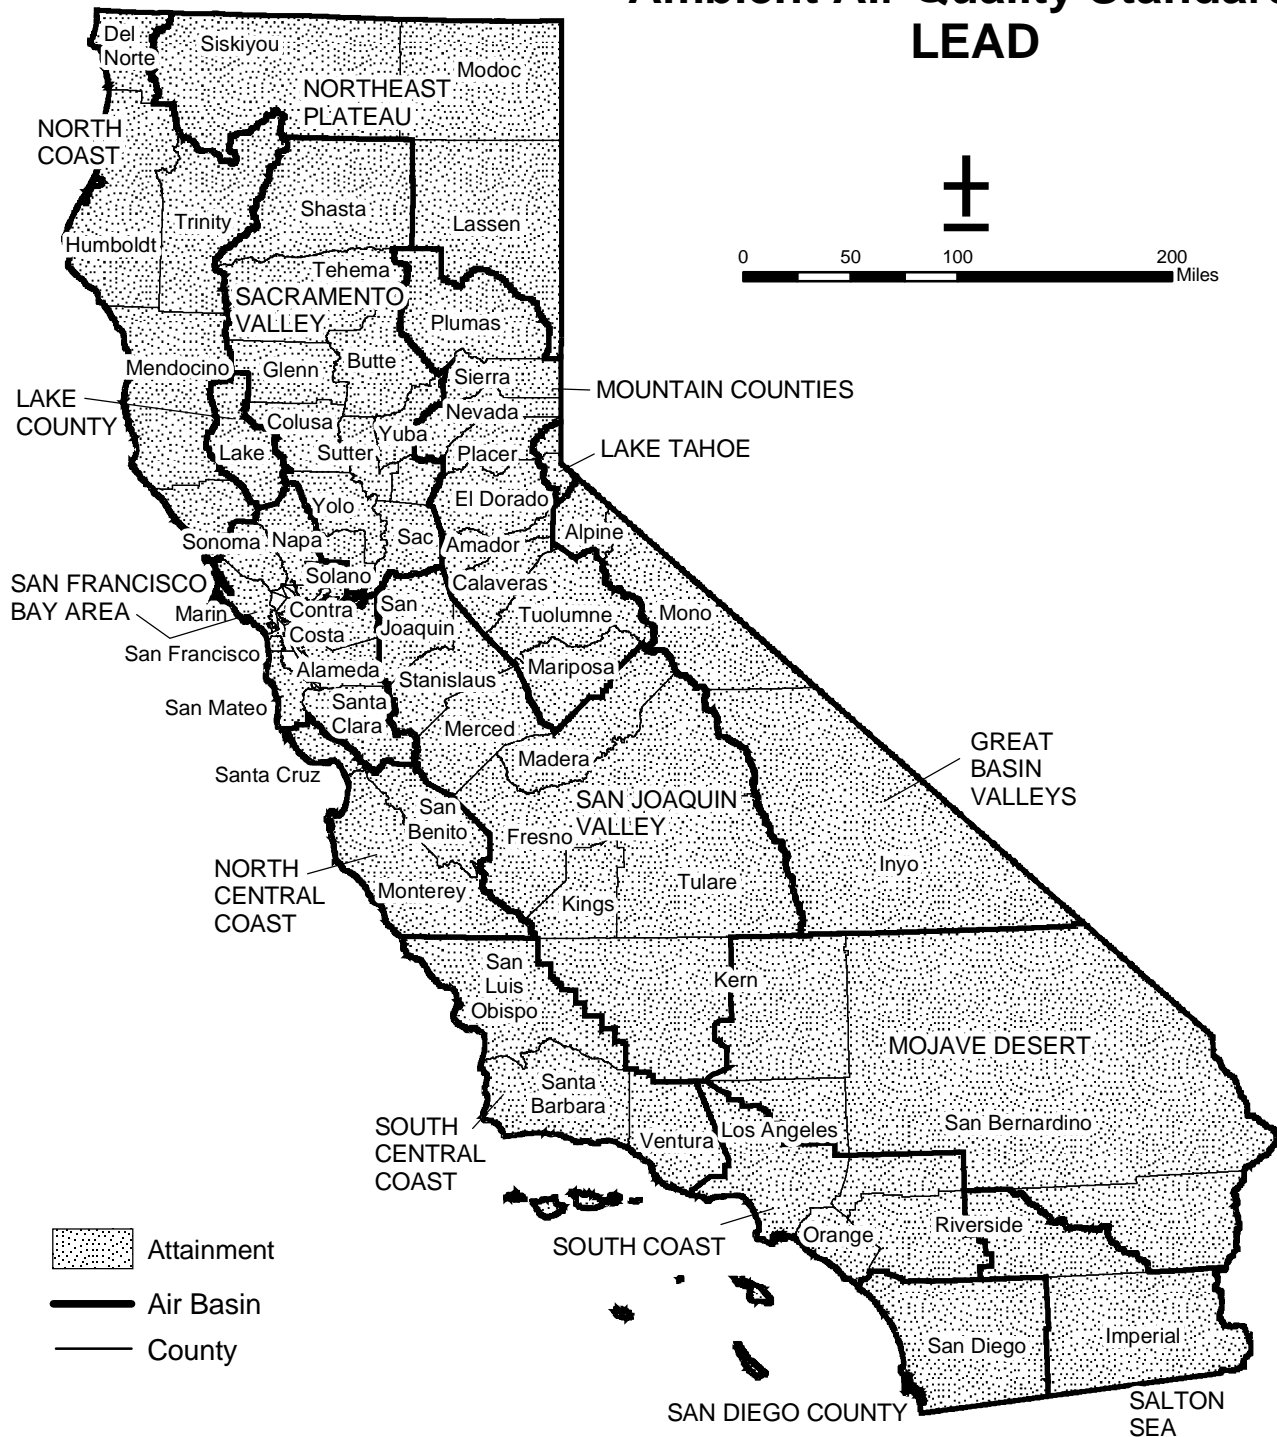 Ambient Air Quality Standard
LEAD
0 50 100 200
Miles
Del
Norte
Siskiyou
Modoc
NORTHEAST
PLATEAU
NORTH
COAST
Shasta
Trinity
Lassen
Humboldt
Tehema
SACRAMENTO
VALLEY
Plumas
Mendocino
Glenn
Butte
Sierra
MOUNTAIN COUNTIES
LAKE
COUNTY
Colusa
Nevada
Yuba
Lake
Sutter
Placer
LAKE TAHOE
Yolo
El Dorado
Sonoma
Napa
Sac
Amador
Alpine
SAN FRANCISCO
BAY AREA
Solano
Calaveras
Marin
Contra
Costa
San
Joaquin
Tuolumne
Mono
San Francisco
Alameda
Stanislaus
Mariposa
San Mateo
Santa
Clara
Merced
Madera
GREAT
BASIN
VALLEYS
Santa Cruz
San
Benito
SAN JOAQUIN
VALLEY
Fresno
NORTH
CENTRAL
COAST
Monterey
Kings
Tulare
Inyo
San
Luis
Obispo
Kern
MOJAVE DESERT
Santa
Barbara
San Bernardino
SOUTH
CENTRAL
COAST
Ventura
Los Angeles
SOUTH COAST
Orange
Riverside
San Diego
Imperial
SAN DIEGO COUNTY
SALTON
SEA
Attainment
Air Basin
County